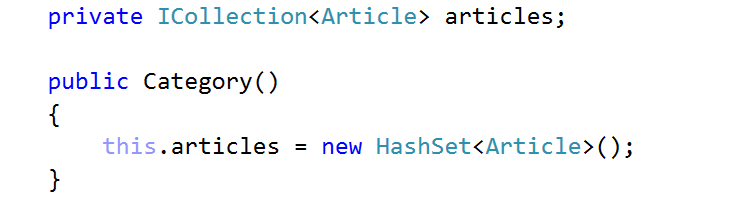 private ICollection<Article> articles;
public Category()
{
this.articles = new HashSet<Article>();
}